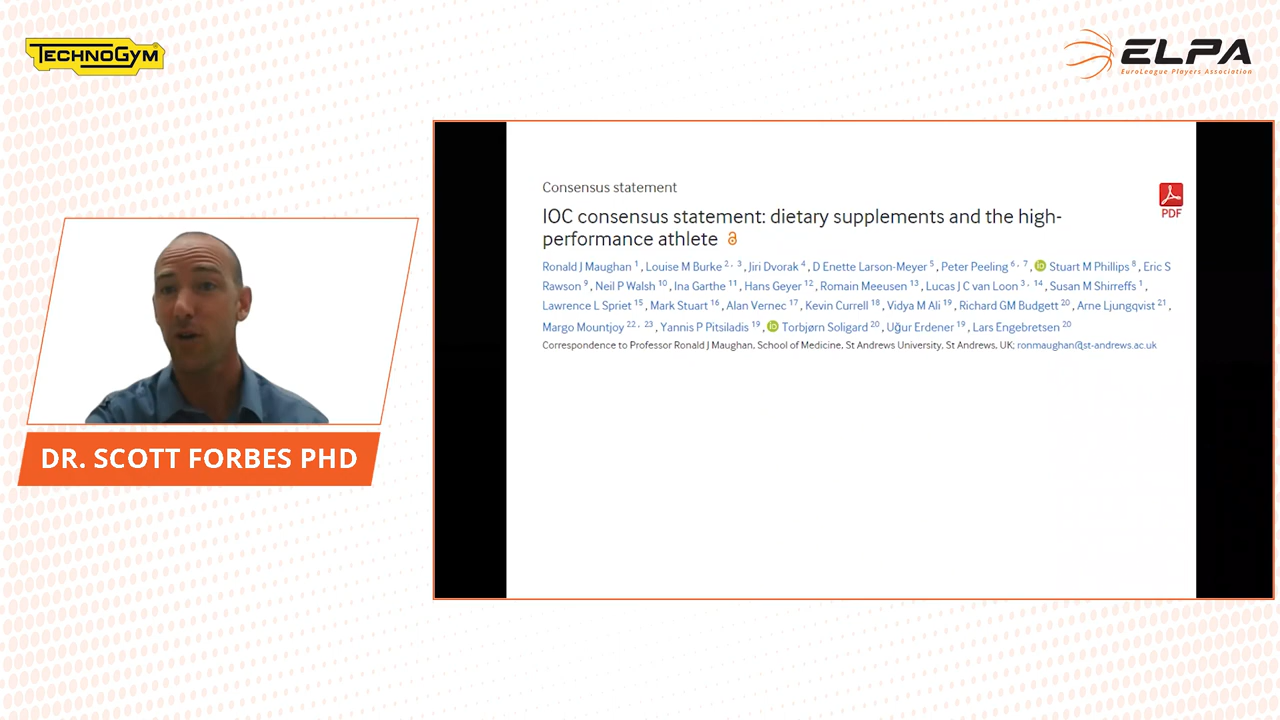 TECHNOGYM
ELPA
EuroLeague Players Association
Consensus statement
IOC consensus statement: dietary supplements and the high-
performance athlete
PDF
Ronald J Maughan 1, Louise M Burke 2, 3, Jiri Dvorak 4, D Enette Larson-Meyer 5, Peter Peeling 6, 7, iD Stuart M Phillips 8, Eric S
Rawson 9, Neil P Walsh 10, Ina Garthe 11, Hans Geyer 12, Romain Meeusen 13, Lucas J C van Loon 3, 14, Susan M Shirreffs 1,
Lawrence L Spriet 15, Mark Stuart 16, Alan Vernec 17, Kevin Currell 18, Vidya M Ali 19, Richard GM Budgett 20, Arne Ljungqvist 21,
Margo Mountjoy 22, 23, Yannis P Pitsiladis 19, iD Torbjørn Soligard 20, Uğur Erdener 19, Lars Engebretsen 20
Correspondence to Professor Ronald J Maughan, School of Medicine, St Andrews University, St Andrews, UK; ronmaughan@st-andrews.ac.uk
DR. SCOTT FORBES PHD